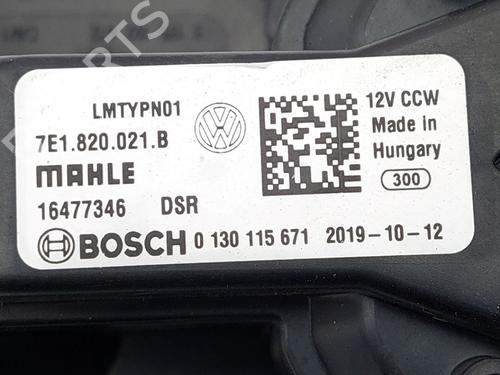 LMTYPN01
7E1.820.021.B
MAHLE
16477346 DSR
BOSCH 0 130 115 671 2019-10-12
12V CCW
Made in
Hungary
300